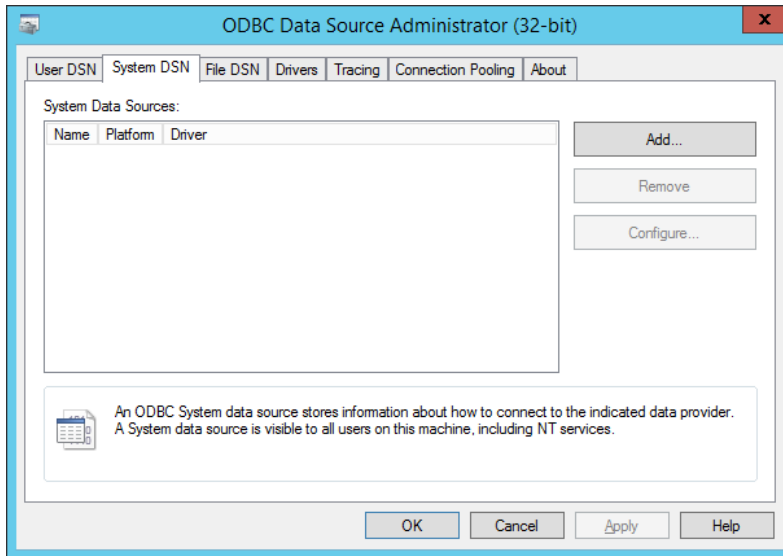 ODBC Data Source Administrator (32-bit)
x
User DSN System DSN File DSN Drivers Tracing Connection Pooling About
System Data Sources:
Name Platform Driver
Add...
Remove
Configure...
An ODBC System data source stores information about how to connect to the indicated data provider.
A System data source is visible to all users on this machine, including NT services.
OK Cancel Apply Help